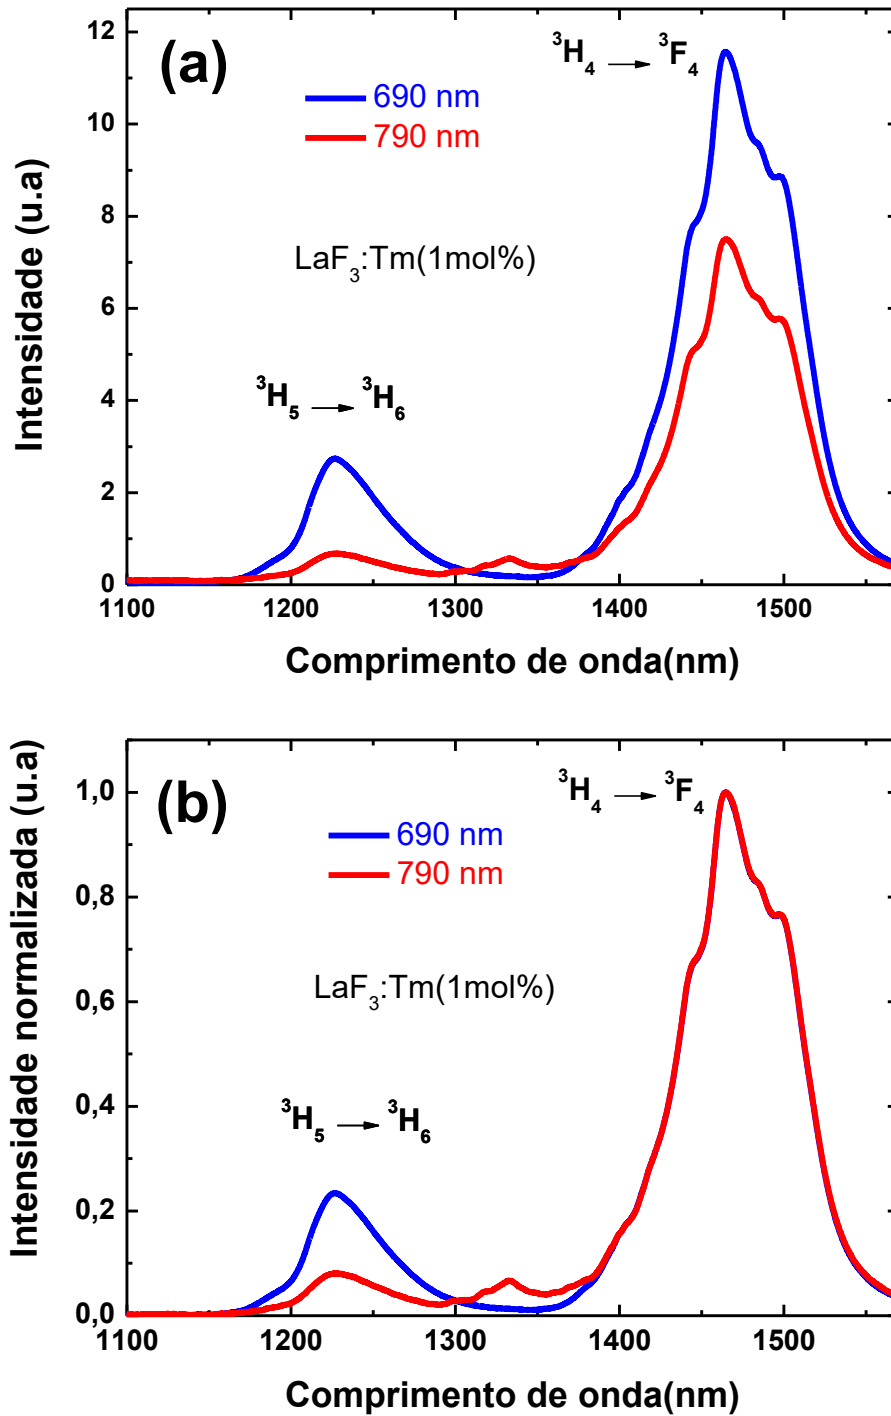 (a)
³H₄ → ³F₄
690 nm
790 nm
LaF₃:Tm(1mol%)
³H₅ → ³H₆
Intensidade (u.a)
12
10
8
6
4
2
0
1100 1200 1300 1400 1500
Comprimento de onda(nm)
(b)
³H₄ → ³F₄
690 nm
790 nm
LaF₃:Tm(1mol%)
³H₅ → ³H₆
Intensidade normalizada (u.a)
1,0
0,8
0,6
0,4
0,2
0,0
1100 1200 1300 1400 1500
Comprimento de onda(nm)